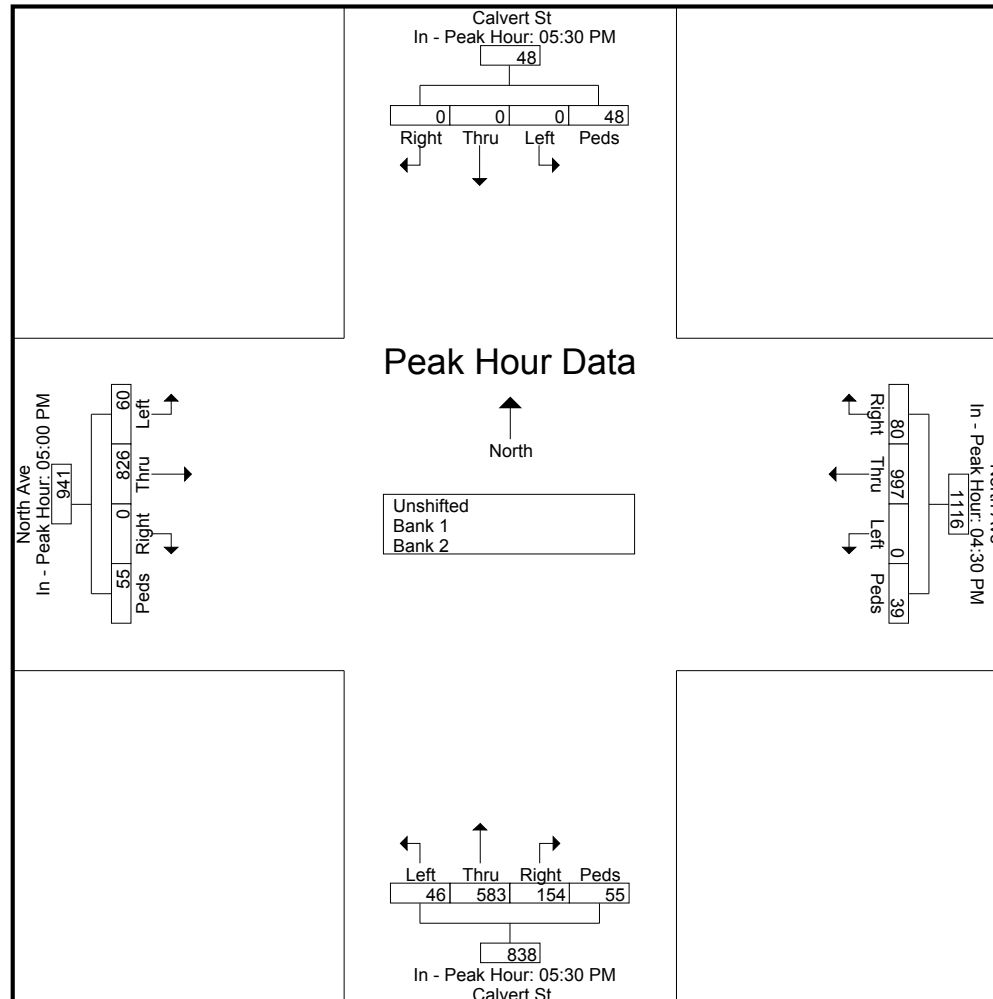 Calvert St
In - Peak Hour: 05:30 PM
48
0 0 0 48
Right Thru Left Peds
Peak Hour Data
North
Unshifted
Bank 1
Bank 2
North Ave
In - Peak Hour: 05:00 PM
941
60 826 0 55
Left Thru Right Peds
Right Thru Left Peds
80 997 0 39
1116
In - Peak Hour: 04:30 PM
North Ave
Left Thru Right Peds
46 583 154 55
838
In - Peak Hour: 05:30 PM
Calvert St